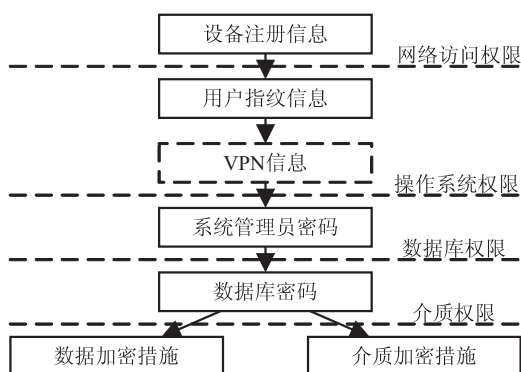 设备注册信息
网络访问权限
用户指纹信息
VPN信息
操作系统权限
系统管理员密码
数据库权限
数据库密码
介质权限
数据加密措施
介质加密措施